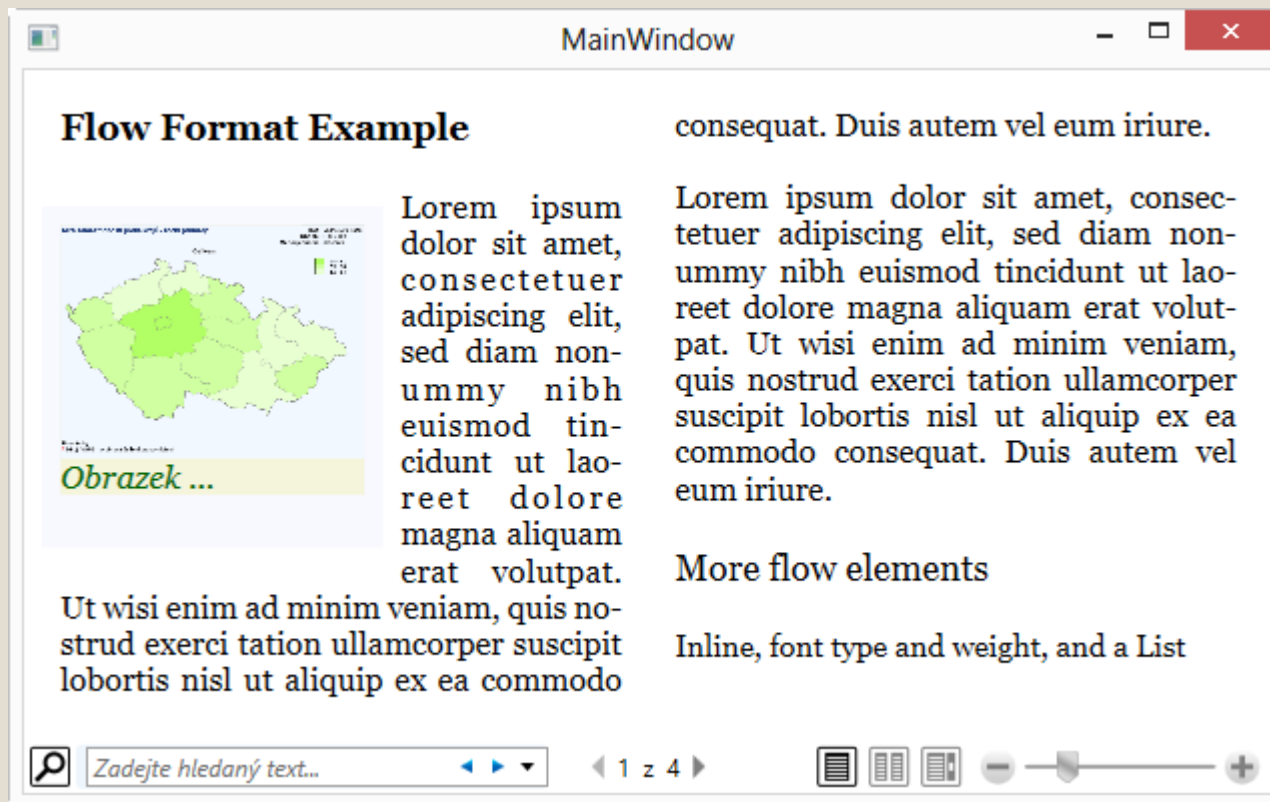 MainWindow
Flow Format Example
Lorem ipsum
dolor sit amet,
consectetuer
adipiscing elit,
sed diam non-
ummy nibh
euismod tin-
cidunt ut lao-
reet dolore
magna aliquam
erat volutpat.
Obrazek ...
Ut wisi enim ad minim veniam, quis no-
strud exerci tation ullamcorper suscipit
lobortis nisl ut aliquip ex ea commodo
consequat. Duis autem vel eum iriure.
Lorem ipsum dolor sit amet, consec-
tetuer adipiscing elit, sed diam non-
ummy nibh euismod tincidunt ut lao-
reet dolore magna aliquam erat volut-
pat. Ut wisi enim ad minim veniam,
quis nostrud exerci tation ullamcorper
suscipit lobortis nisl ut aliquip ex ea
commodo consequat. Duis autem vel
eum iriure.
More flow elements
Inline, font type and weight, and a List
Zadejte hledaný text...
1 z 4